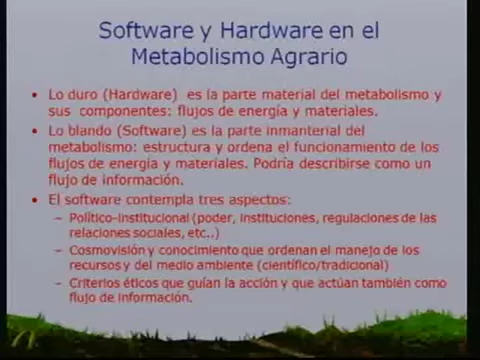 Software y Hardware en el
Metabolismo Agrario
• Lo duro (Hardware) es la parte material del metabolismo y
sus componentes: flujos de energía y materiales.
• Lo blando (Software) es la parte inmanterial del
metabolismo: estructura y ordena el funcionamiento de los
flujos de energía y materiales. Podría describirse como un
flujo de información.
• El software contempla tres aspectos:
– Político-institucional (poder, instituciones, regulaciones de las
relaciones sociales, etc..)
– Cosmovisión y conocimiento que ordenan el manejo de los
recursos y del medio ambiente (científico/tradicional)
– Criterios éticos que guían la acción y que actúan también como
flujo de información.